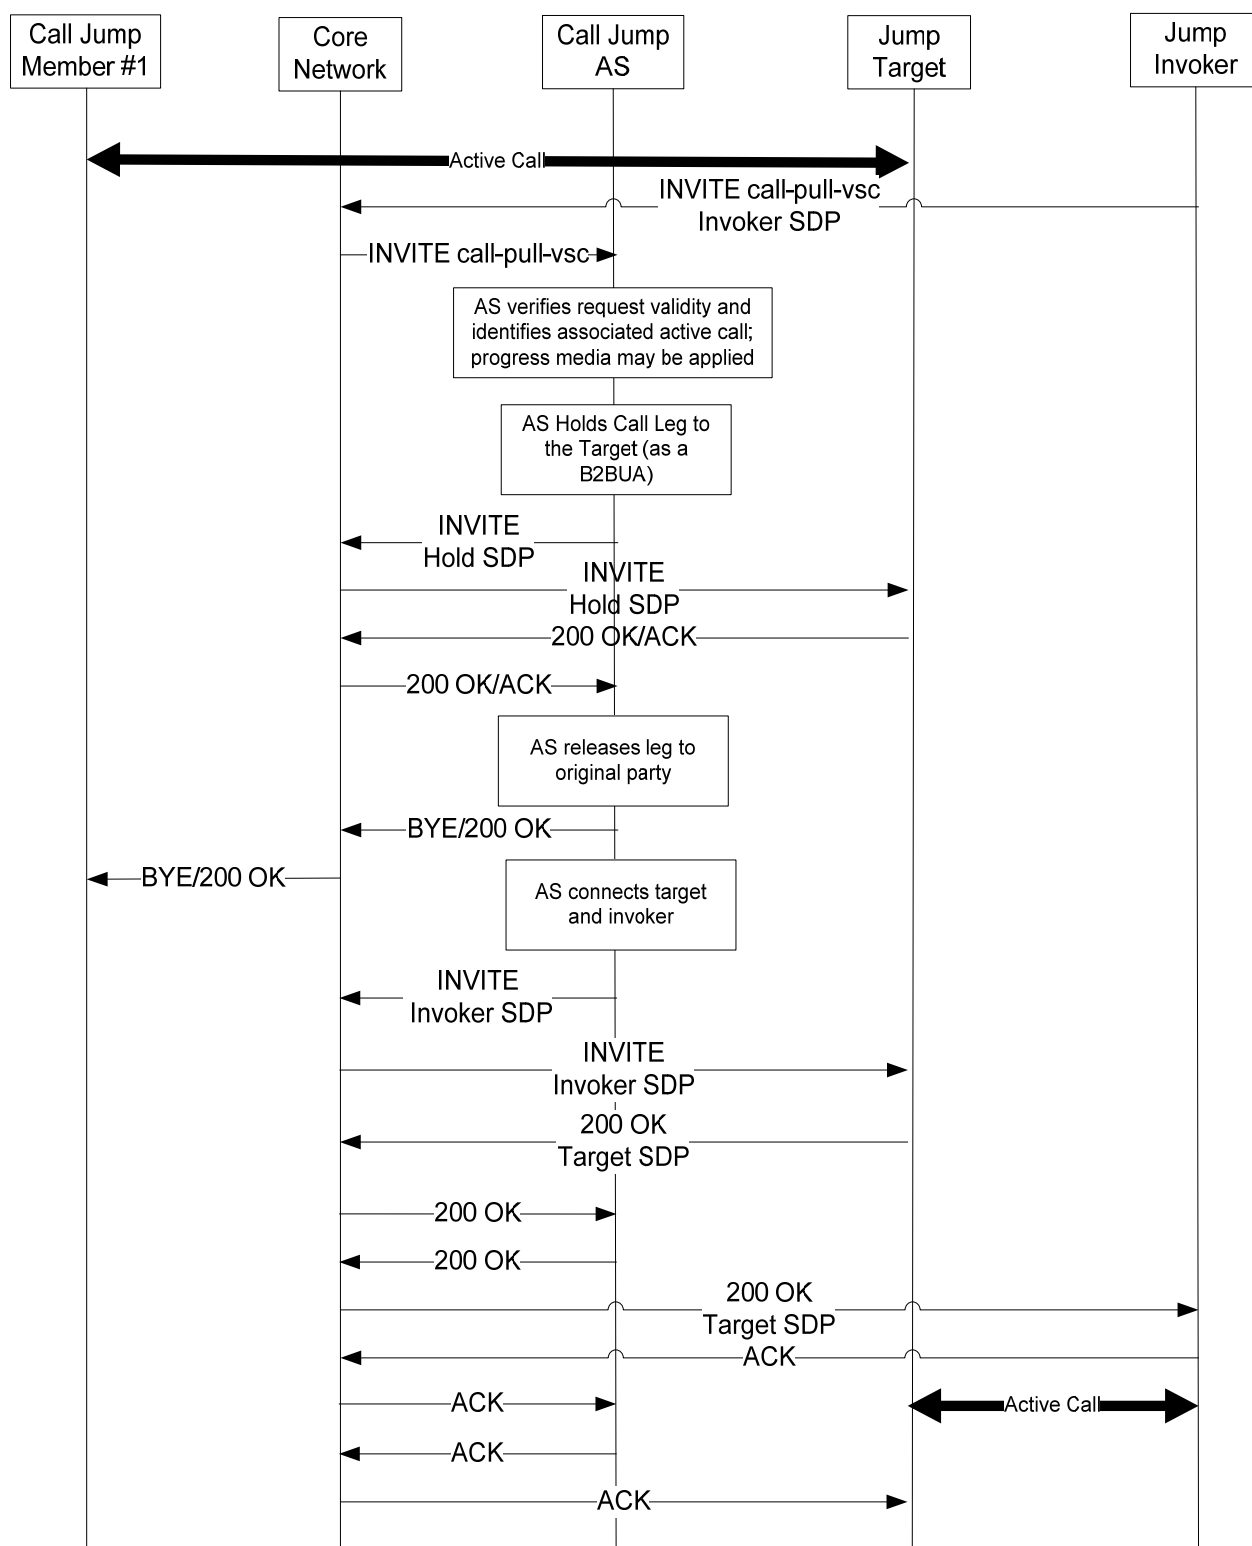 Call Jump
Member #1
Core
Network
Call Jump
AS
Jump
Target
Jump
Invoker
Active Call
INVITE call-pull-vsc
Invoker SDP
INVITE call-pull-vsc
AS verifies request validity and
identifies associated active call;
progress media may be applied
AS Holds Call Leg to
the Target (as a
B2BUA)
INVITE
Hold SDP
INVITE
Hold SDP
200 OK/ACK
200 OK/ACK
AS releases leg to
original party
BYE/200 OK
BYE/200 OK
AS connects target
and invoker
INVITE
Invoker SDP
INVITE
Invoker SDP
200 OK
Target SDP
200 OK
200 OK
200 OK
Target SDP
ACK
ACK
Active Call
ACK
ACK